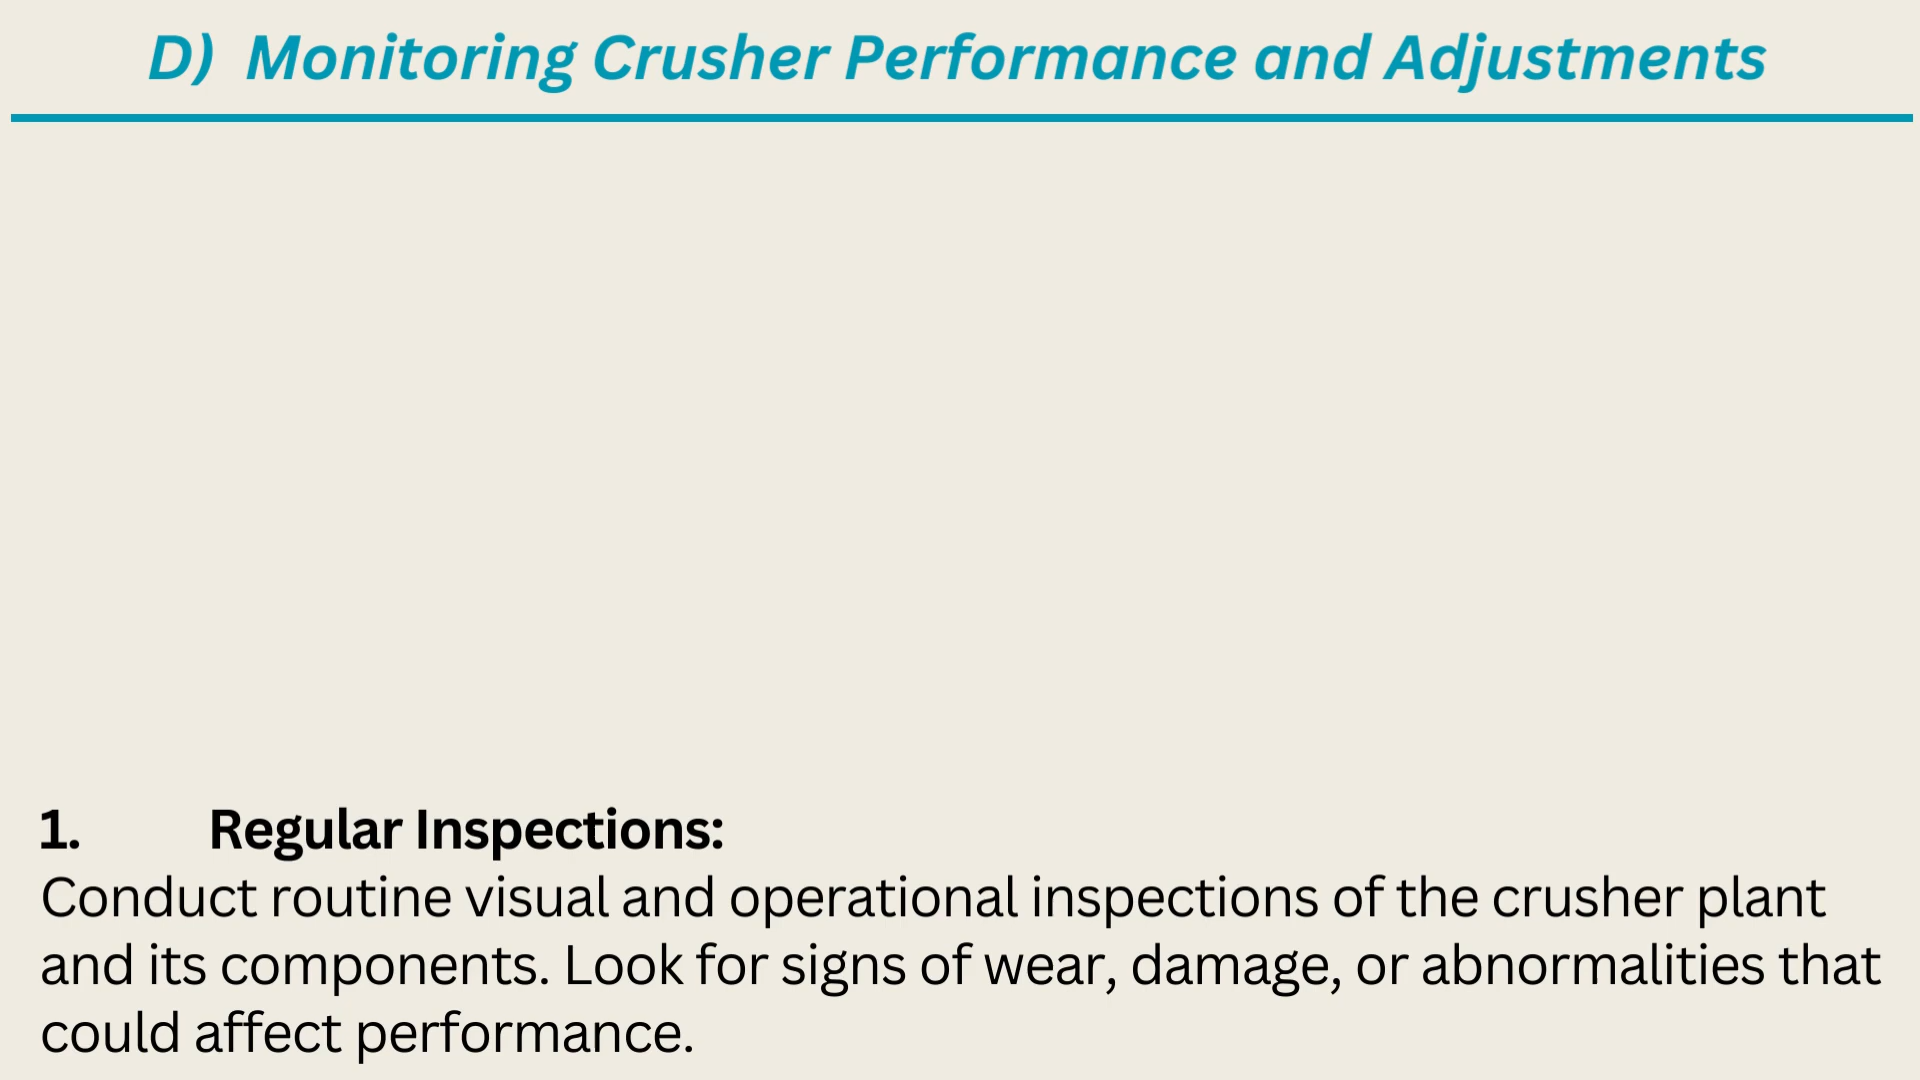 D) Monitoring Crusher Performance and Adjustments
1. Regular Inspections:
Conduct routine visual and operational inspections of the crusher plant
and its components. Look for signs of wear, damage, or abnormalities that
could affect performance.